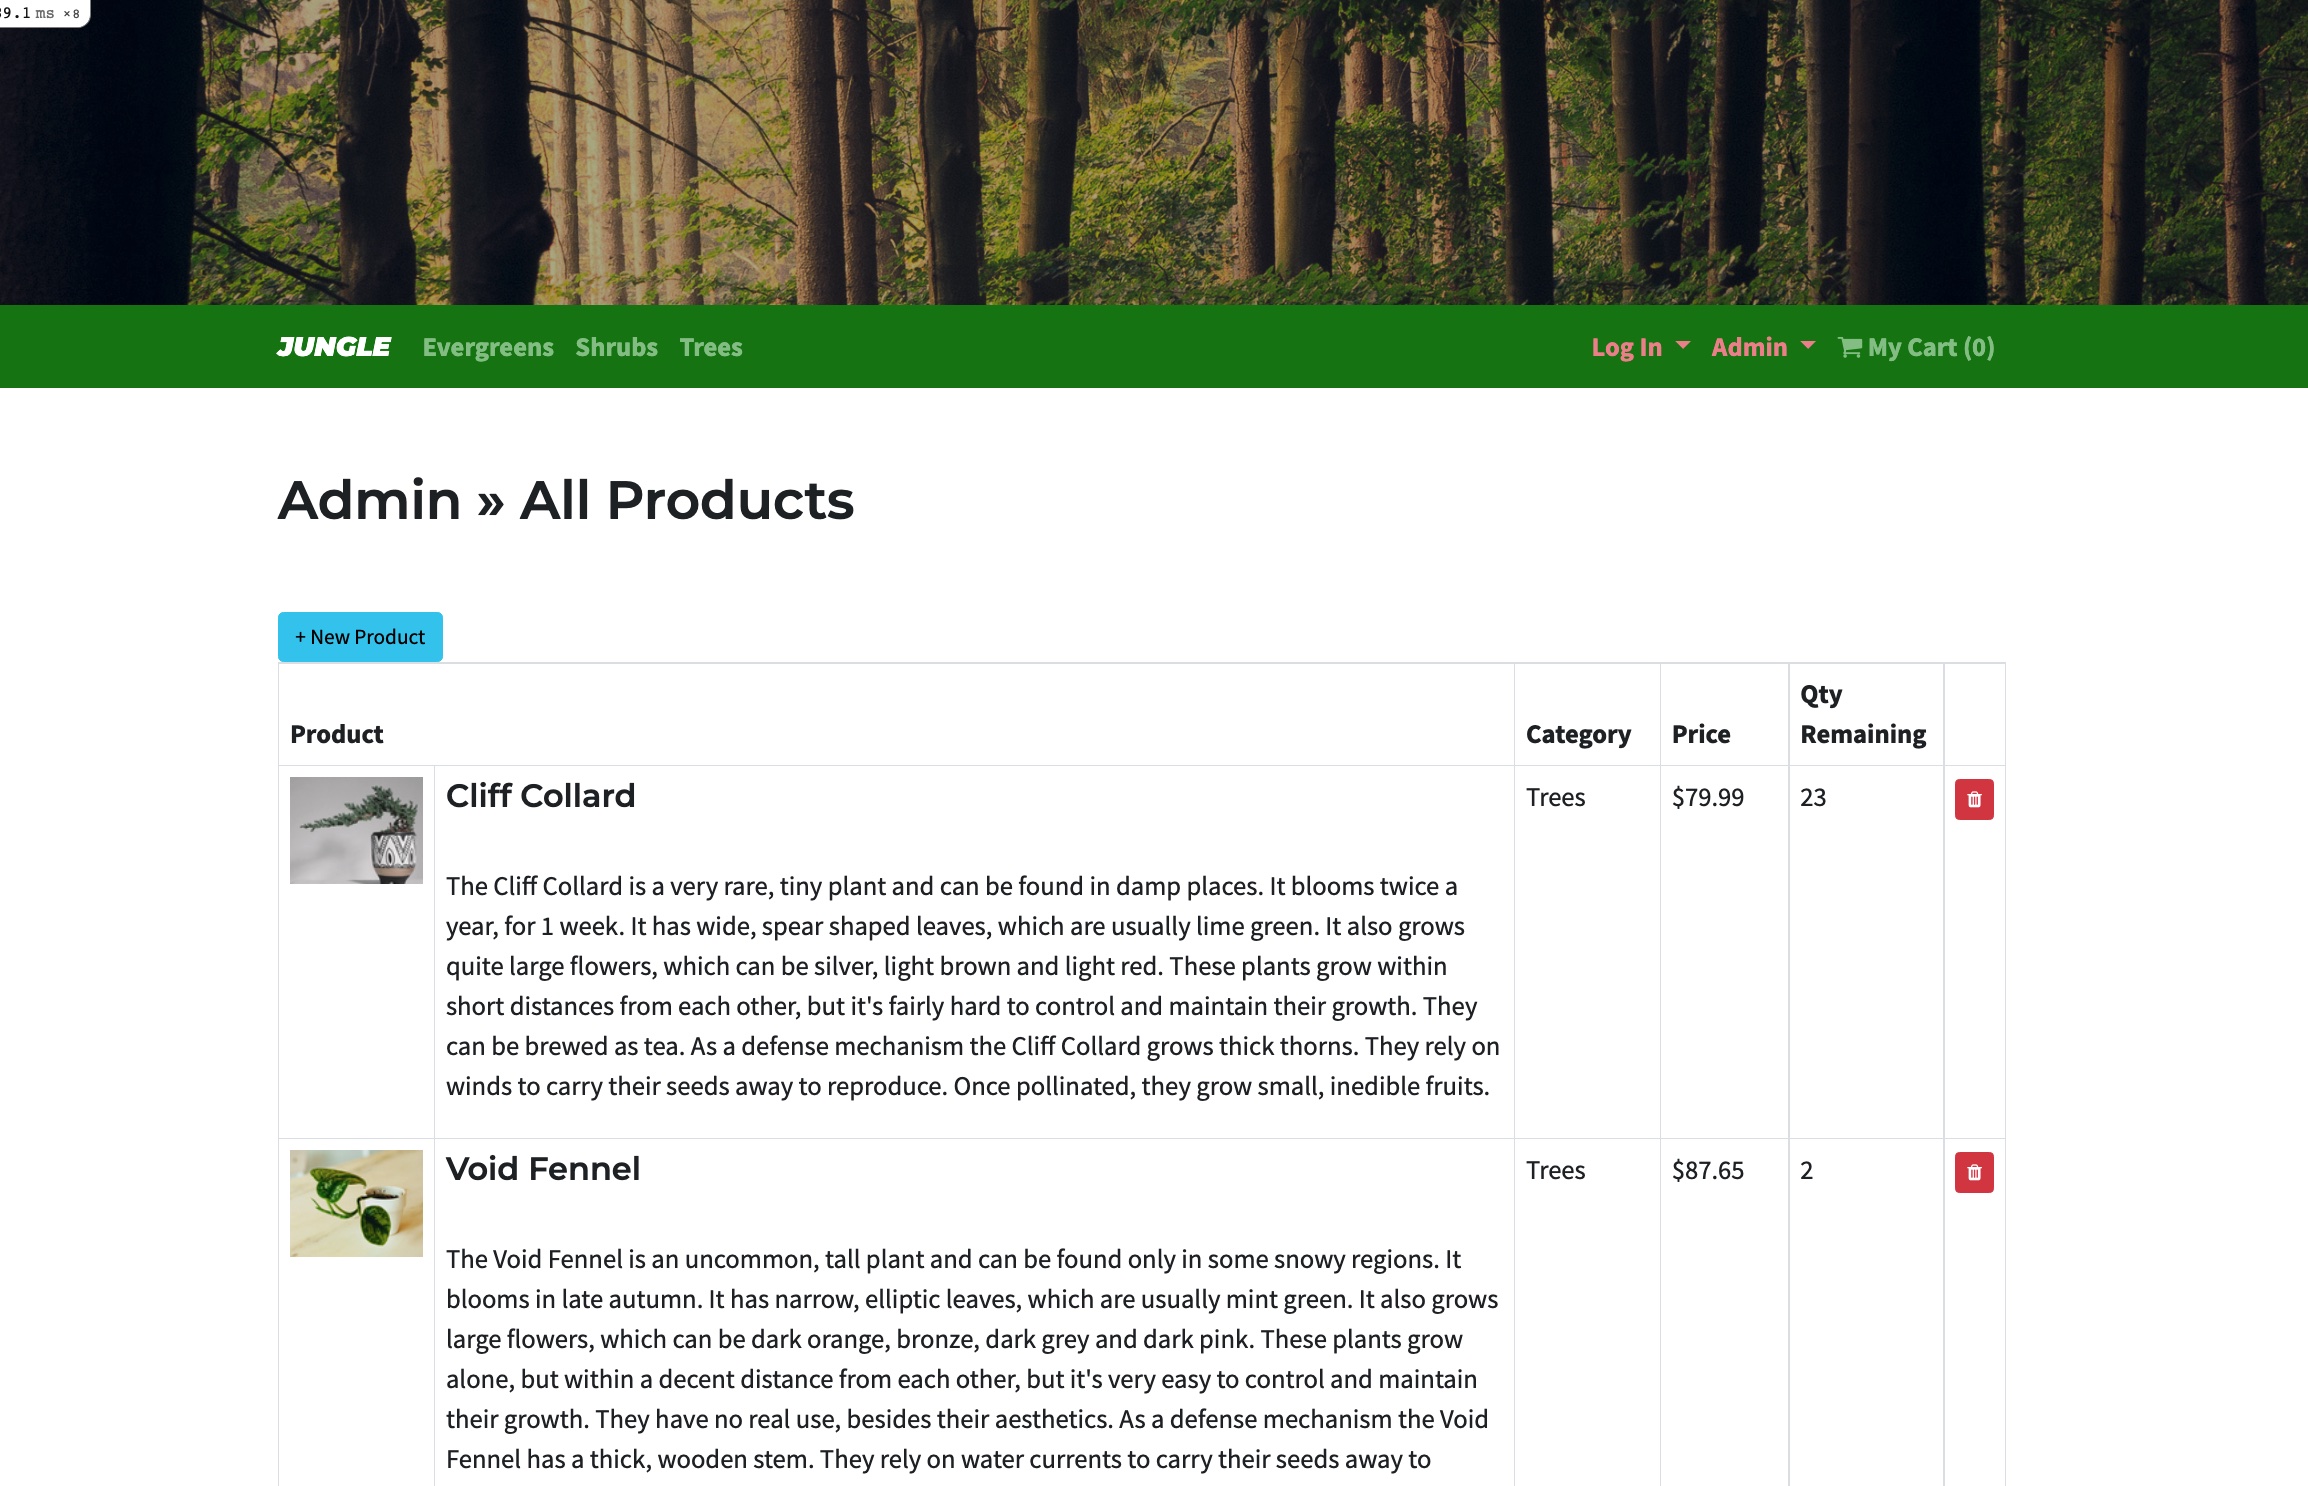 9.1 ms ×8
JUNGLE Evergreens Shrubs Trees Log In Admin My Cart (0)
Admin » All Products
+ New Product
Product Category Price Qty Remaining
Cliff Collard Trees $79.99 23
The Cliff Collard is a very rare, tiny plant and can be found in damp places. It blooms twice a
year, for 1 week. It has wide, spear shaped leaves, which are usually lime green. It also grows
quite large flowers, which can be silver, light brown and light red. These plants grow within
short distances from each other, but it's fairly hard to control and maintain their growth. They
can be brewed as tea. As a defense mechanism the Cliff Collard grows thick thorns. They rely on
winds to carry their seeds away to reproduce. Once pollinated, they grow small, inedible fruits.
Void Fennel Trees $87.65 2
The Void Fennel is an uncommon, tall plant and can be found only in some snowy regions. It
blooms in late autumn. It has narrow, elliptic leaves, which are usually mint green. It also grows
large flowers, which can be dark orange, bronze, dark grey and dark pink. These plants grow
alone, but within a decent distance from each other, but it's very easy to control and maintain
their growth. They have no real use, besides their aesthetics. As a defense mechanism the Void
Fennel has a thick, wooden stem. They rely on water currents to carry their seeds away to